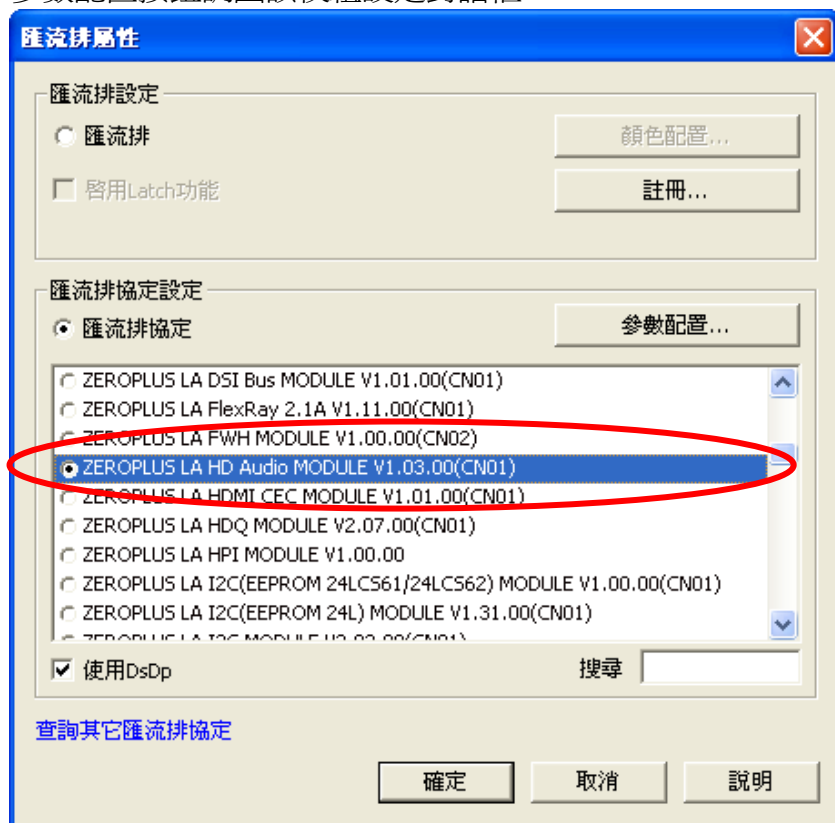 匯流排屬性
匯流排設定
匯流排
顏色配置...
啓用Latch功能
註冊...
匯流排協定設定
匯流排協定
參數配置...
ZEROPLUS LA DSI Bus MODULE V1.01.00(CN01)
ZEROPLUS LA FlexRay 2.1A V1.11.00(CN01)
ZEROPLUS LA FWH MODULE V1.00.00(CN02)
ZEROPLUS LA HD Audio MODULE V1.03.00(CN01)
ZEROPLUS LA HDMI CEC MODULE V1.01.00(CN01)
ZEROPLUS LA HDQ MODULE V2.07.00(CN01)
ZEROPLUS LA HPI MODULE V1.00.00
ZEROPLUS LA I2C(EEPROM 24LCS61/24LCS62) MODULE V1.00.00(CN01)
ZEROPLUS LA I2C(EEPROM 24L) MODULE V1.31.00(CN01)
使用DsDp
搜尋
查詢其它匯流排協定
確定
取消
說明